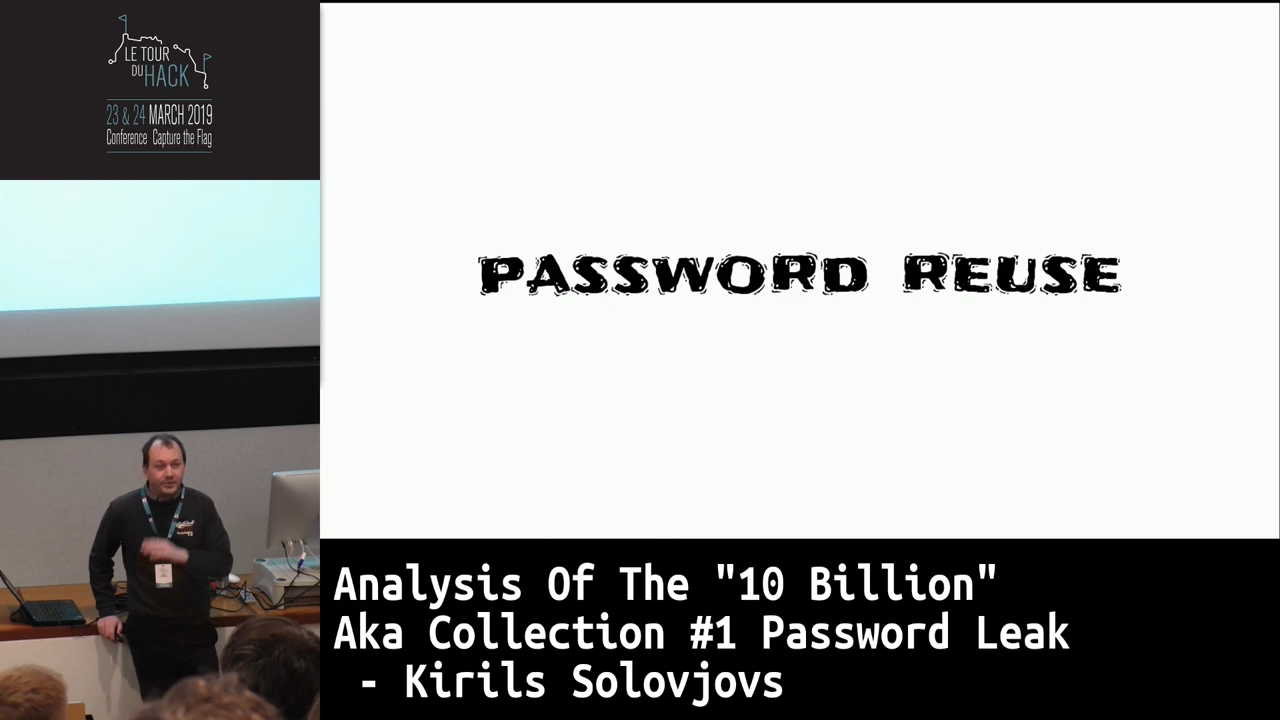 LE TOUR
DU HACK
23 & 24 MARCH 2019
Conference Capture the Flag
PASSWORD REUSE
Analysis Of The "10 Billion"
Aka Collection #1 Password Leak
- Kirils Solovjovs